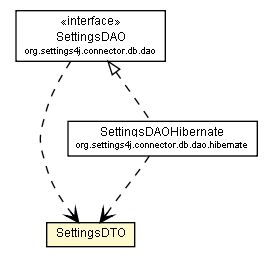 «interface»
SettingsDAO
org.settings4j.connector.db.dao
SettingsDAOHibernate
org.settings4j.connector.db.dao.hibernate
SettingsDTO